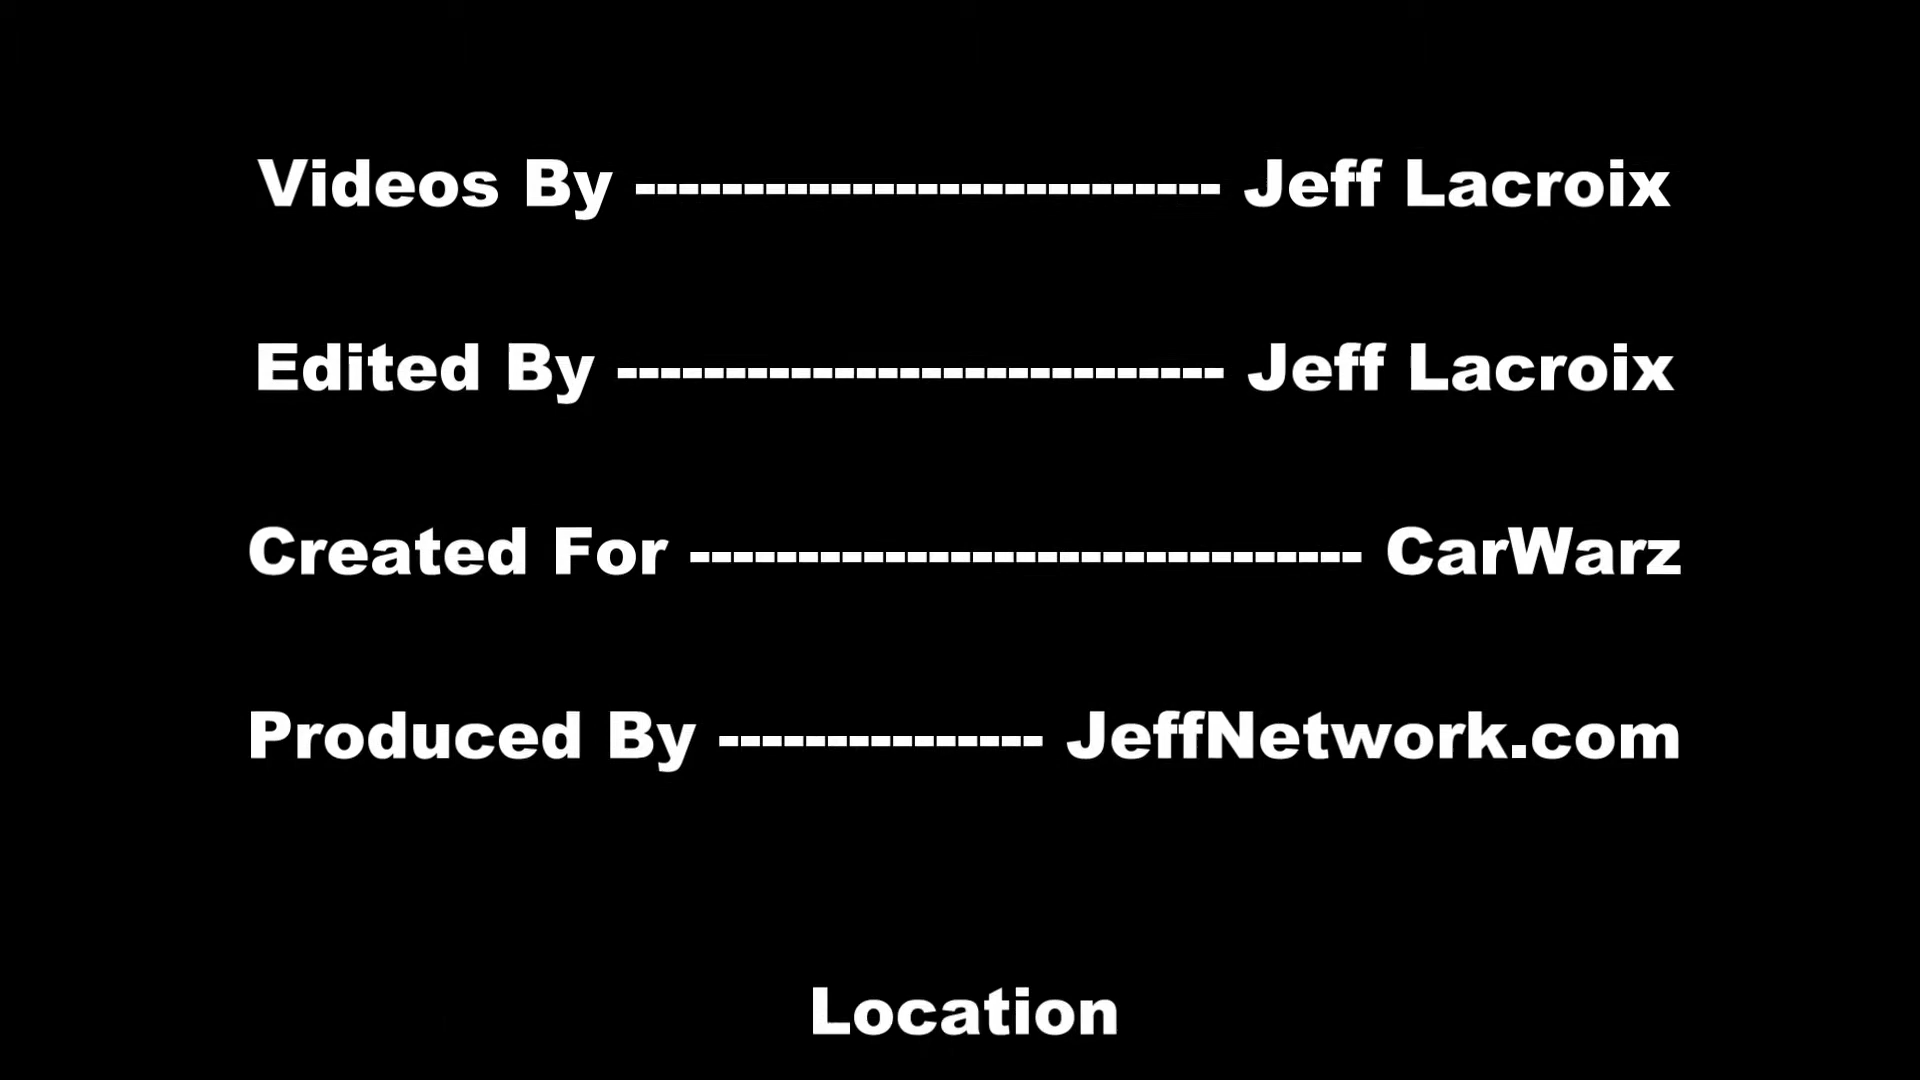 Videos By --------------------------- Jeff Lacroix
Edited By ---------------------------- Jeff Lacroix
Created For ------------------------------- CarWarz
Produced By --------------- JeffNetwork.com
Location